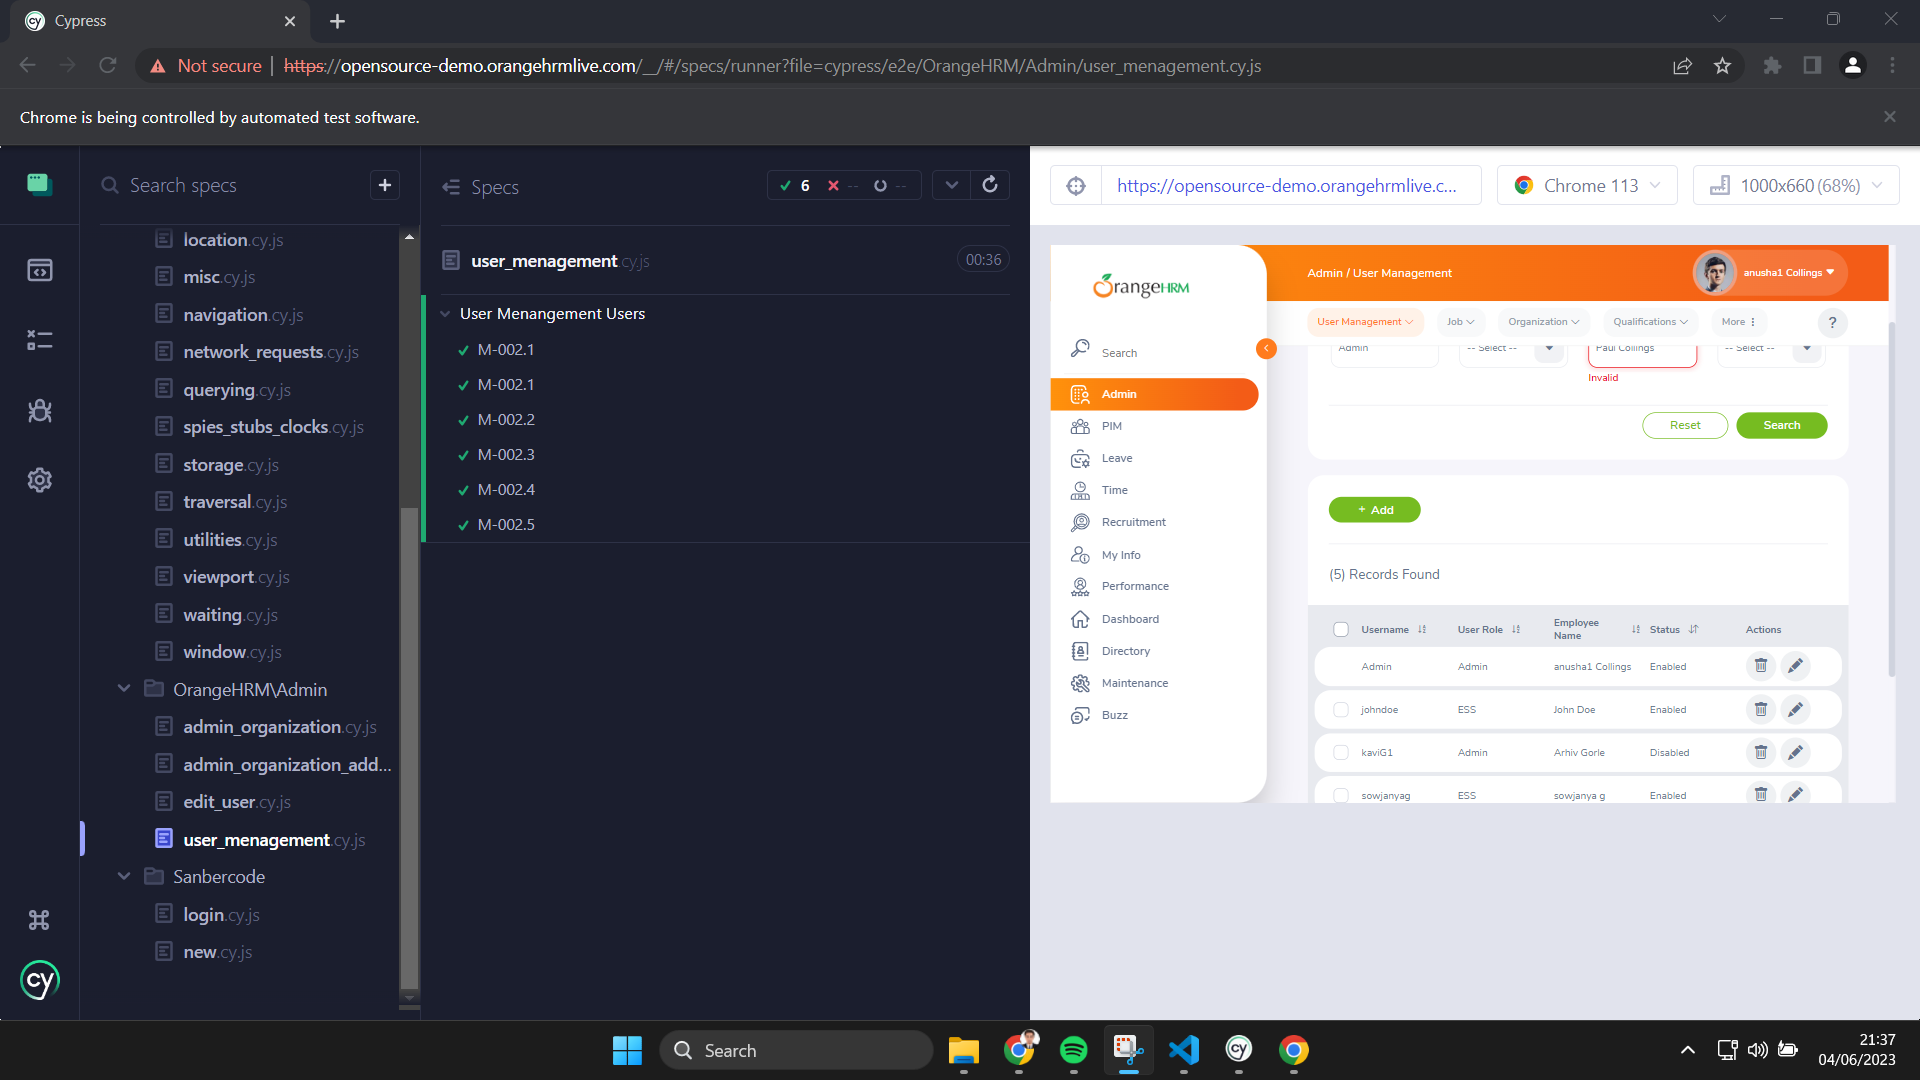 Cypress
Not secure
https://opensource-demo.orangehrmlive.com/__/#/specs/runner?file=cypress/e2e/OrangeHRM/Admin/user_menagement.cy.js
Chrome is being controlled by automated test software.
Search specs
location.cy.js
misc.cy.js
navigation.cy.js
network_requests.cy.js
querying.cy.js
spies_stubs_clocks.cy.js
storage.cy.js
traversal.cy.js
utilities.cy.js
viewport.cy.js
waiting.cy.js
window.cy.js
OrangeHRM\Admin
admin_organization.cy.js
admin_organization_add...
edit_user.cy.js
user_menagement.cy.js
Sanbercode
login.cy.js
new.cy.js
cy
Specs
6 -- --
user_menagement cy.js
00:36
User Menangement Users
M-002.1
M-002.1
M-002.2
M-002.3
M-002.4
M-002.5
https://opensource-demo.orangehrmlive.c...
Chrome 113
1000x660 (68%)
OrangeHRM
Search
Admin
PIM
Leave
Time
Recruitment
My Info
Performance
Dashboard
Directory
Maintenance
Buzz
Admin / User Management
anusha1 Collings
User Management Job Organization Qualifications More ?
Admin -- Select -- Paul Collings -- Select --
Invalid
Reset Search
+ Add
(5) Records Found
Username User Role Employee Name Status Actions
Admin Admin anusha1 Collings Enabled
johndoe ESS John Doe Enabled
kaviG1 Admin Arhiv Gorle Disabled
sowjanyag ESS sowjanya g Enabled
Search
21:37
04/06/2023